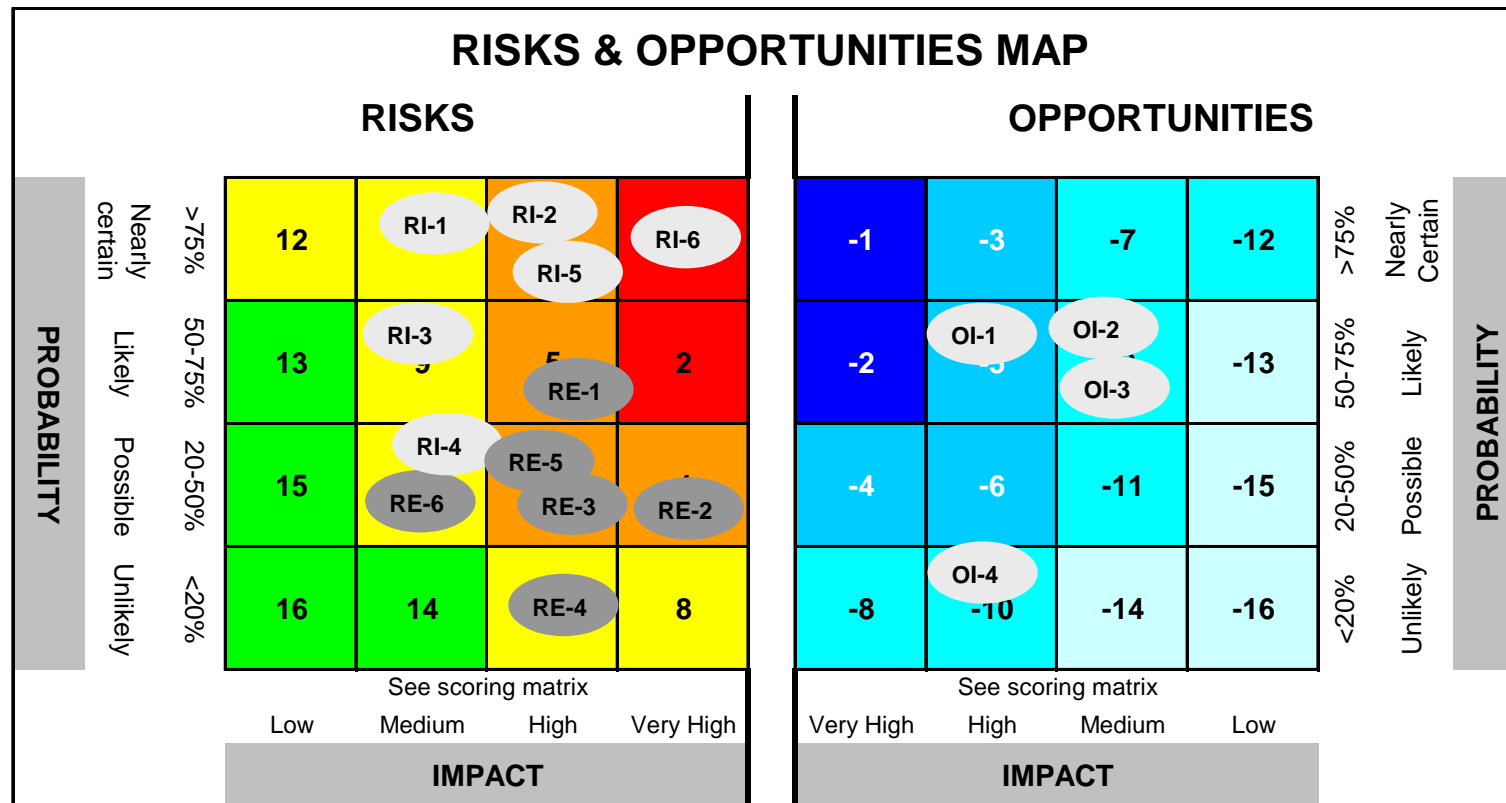 RISKS & OPPORTUNITIES MAP
RISKS
OPPORTUNITIES
PROBABILITY
Nearly
certain
>75%
12
RI-1
RI-2
RI-5
RI-6
-1
-3
-7
-12
>75%
Nearly
Certain
Likely
50-75%
13
RI-3
9
5
RE-1
2
-2
OI-1
-5
OI-2
OI-3
-13
50-75%
Likely
Possible
20-50%
15
RI-4
RE-6
RE-5
RE-3
RE-2
-4
-6
-11
-15
20-50%
Possible
Unlikely
<20%
16
14
RE-4
8
-8
OI-4
-10
-14
-16
<20%
Unlikely
PROBABILITY
See scoring matrix
See scoring matrix
Low
Medium
High
Very High
Very High
High
Medium
Low
IMPACT
IMPACT